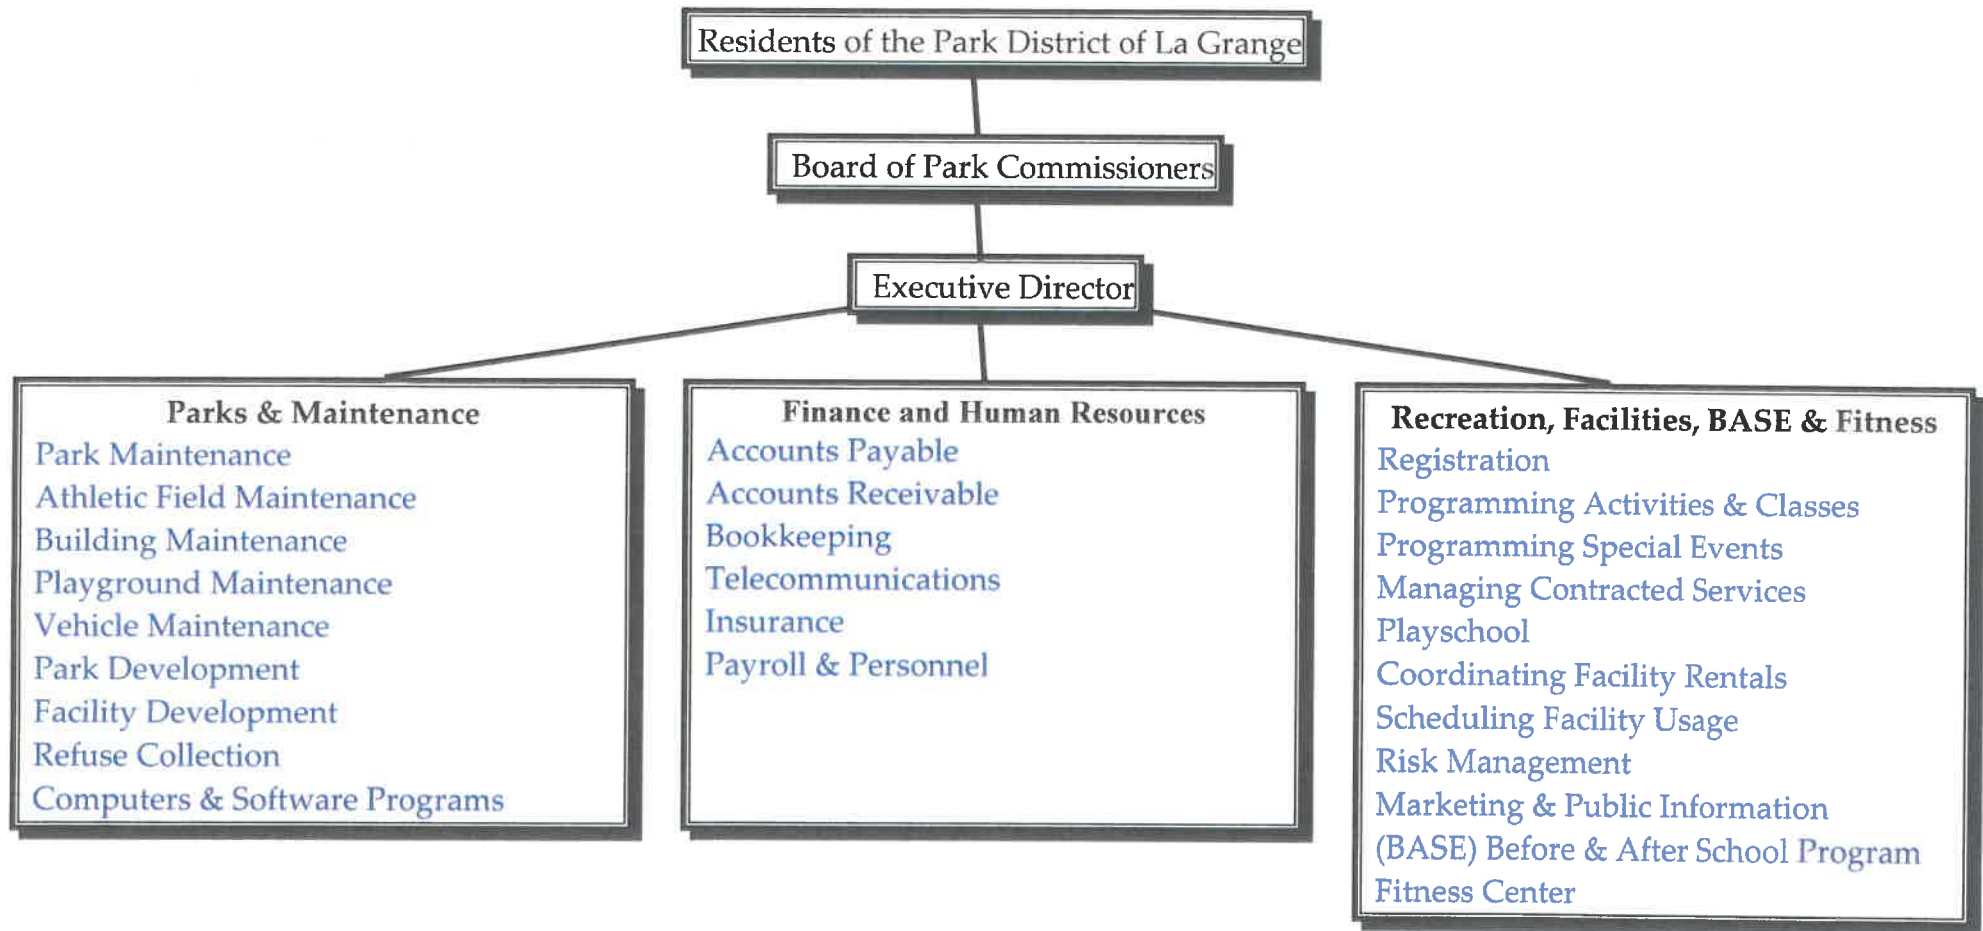 Residents of the Park District of La Grange
Board of Park Commissioners
Executive Director
Parks & Maintenance
Park Maintenance
Athletic Field Maintenance
Building Maintenance
Playground Maintenance
Vehicle Maintenance
Park Development
Facility Development
Refuse Collection
Computers & Software Programs
Finance and Human Resources
Accounts Payable
Accounts Receivable
Bookkeeping
Telecommunications
Insurance
Payroll & Personnel
Recreation, Facilities, BASE & Fitness
Registration
Programming Activities & Classes
Programming Special Events
Managing Contracted Services
Playschool
Coordinating Facility Rentals
Scheduling Facility Usage
Risk Management
Marketing & Public Information
(BASE) Before & After School Program
Fitness Center